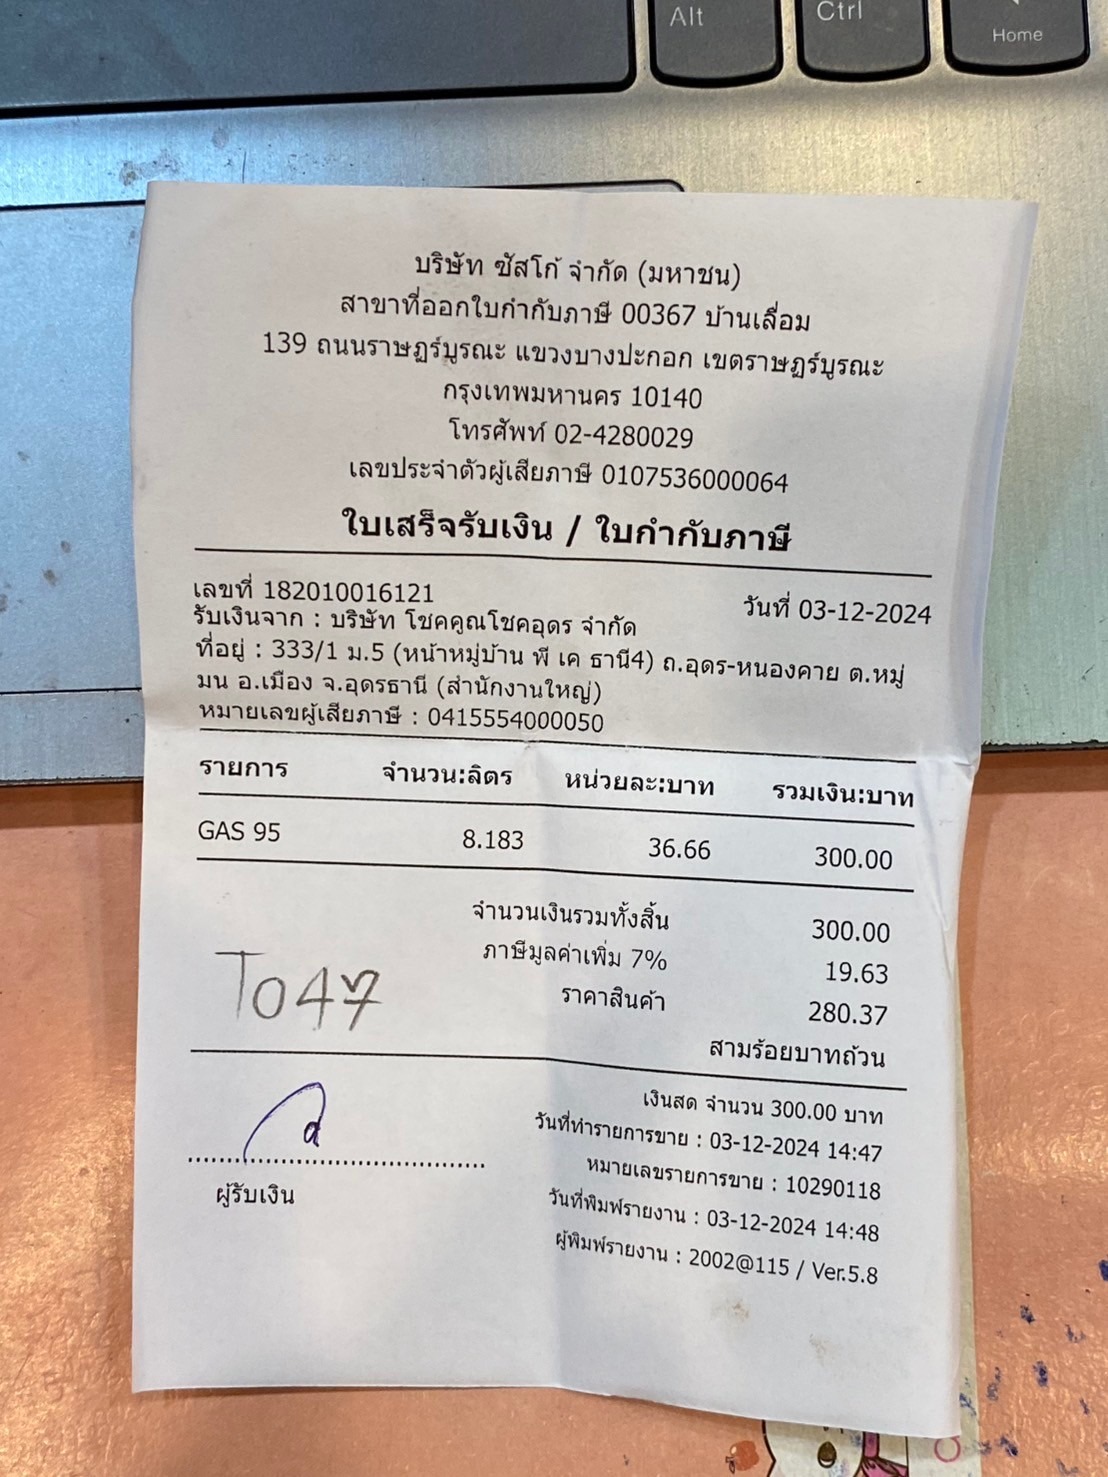 Alt
Ctrl
Home
บริษัท ซัสโก้ จำกัด (มหาชน)
สาขาที่ออกใบกำกับภาษี 00367 บ้านเลื่อม
139 ถนนราษฎร์บูรณะ แขวงบางปะกอก เขตราษฎร์บูรณะ
กรุงเทพมหานคร 10140
โทรศัพท์ 02-4280029
เลขประจำตัวผู้เสียภาษี 0107536000064
ใบเสร็จรับเงิน / ใบกำกับภาษี
เลขที่ 182010016121 วันที่ 03-12-2024
รับเงินจาก : บริษัท โชคคูณโชคอุดร จำกัด
ที่อยู่ : 333/1 ม.5 (หน้าหมู่บ้าน พี เค ธานี4) ถ.อุดร-หนองคาย ต.หมู่
มน อ.เมือง จ.อุดรธานี (สำนักงานใหญ่)
หมายเลขผู้เสียภาษี : 0415554000050
รายการ จำนวน:ลิตร หน่วยละ:บาท รวมเงิน:บาท
GAS 95 8.183 36.66 300.00
จำนวนเงินรวมทั้งสิ้น 300.00
ภาษีมูลค่าเพิ่ม 7% 19.63
ราคาสินค้า 280.37
T047
สามร้อยบาทถ้วน
เงินสด จำนวน 300.00 บาท
วันที่ทำรายการขาย : 03-12-2024 14:47
หมายเลขรายการขาย : 10290118
วันที่พิมพ์รายงาน : 03-12-2024 14:48
ผู้พิมพ์รายงาน : 2002@115 / Ver.5.8
ผู้รับเงิน